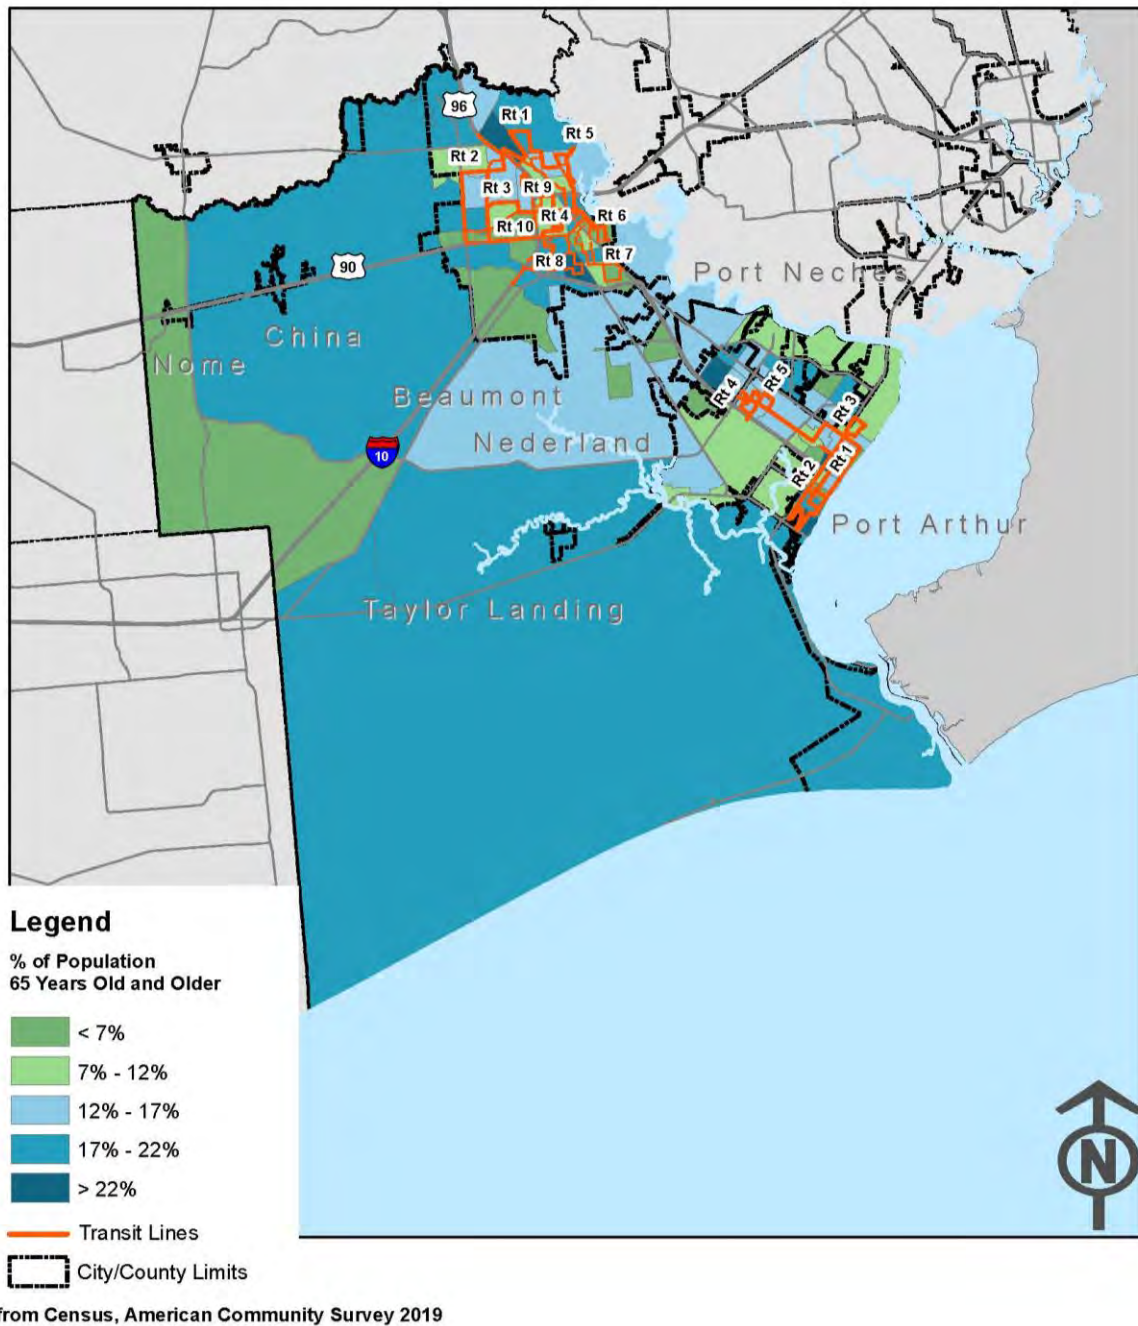 96
Rt 1
Rt 5
Rt 2
Rt 3
Rt 9
Rt 4
Rt 6
Rt 10
Rt 7
Rt 8
90
Port Neches
China
Nome
Rt 5
Rt 4
Beaumont
Rt 3
Nederland
10
Rt 1
Rt 2
Port Arthur
Taylor Landing
Legend
% of Population
65 Years Old and Older
< 7%
7% - 12%
12% - 17%
17% - 22%
> 22%
Transit Lines
City/County Limits
N
from Census, American Community Survey 2019